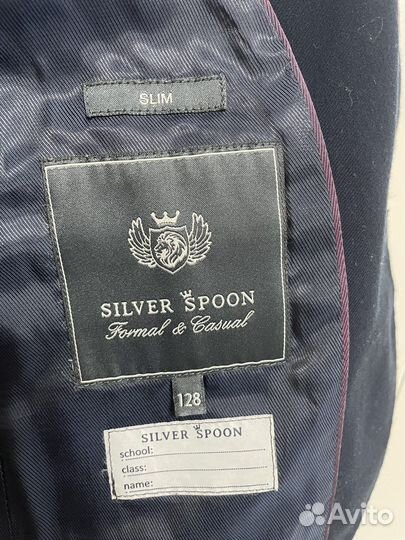 SLIM
SILVER SPOON
Formal & Casual
128
SILVER SPOON
school:
class:
name:
Avito